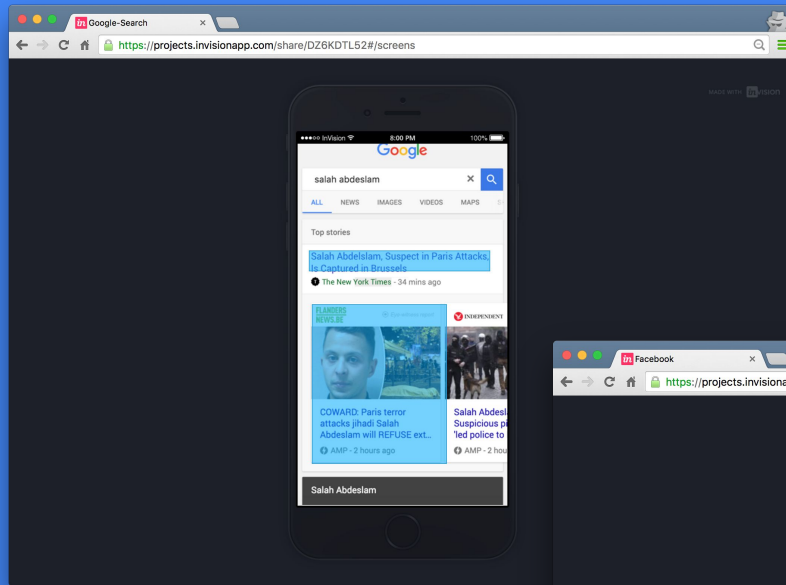 Google-Search
https://projects.invisionapp.com/share/DZ6KDTL52#/screens
MADE WITH invision
InVision 8:00 PM 100%
Google
salah abdeslam
ALL NEWS IMAGES VIDEOS MAPS
Top stories
Salah Abdelslam, Suspect in Paris Attacks,
Is Captured in Brussels
The New York Times - 34 mins ago
FLANDERS
NEWS.BE
INDEPENDENT
COWARD: Paris terror
attacks jihadi Salah
Abdeslam will REFUSE ext...
AMP - 2 hours ago
Salah Abdesl
Suspicious pi
'led police to
AMP - 2 hou
Salah Abdeslam
in Facebook
https://projects.invisiona